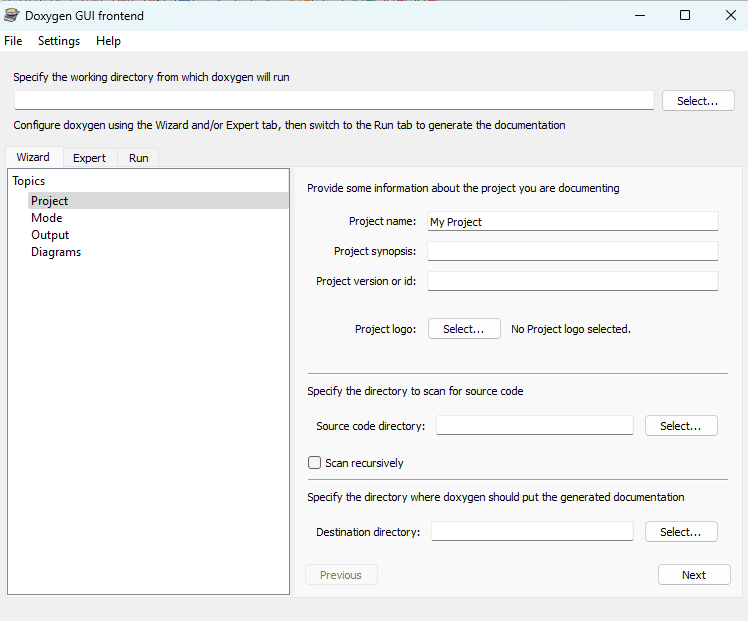 Doxygen GUI frontend
File Settings Help
Specify the working directory from which doxygen will run
Select...
Configure doxygen using the Wizard and/or Expert tab, then switch to the Run tab to generate the documentation
Wizard Expert Run
Topics
Project
Mode
Output
Diagrams
Provide some information about the project you are documenting
Project name: My Project
Project synopsis:
Project version or id:
Project logo: Select... No Project logo selected.
Specify the directory to scan for source code
Source code directory: Select...
Scan recursively
Specify the directory where doxygen should put the generated documentation
Destination directory: Select...
Previous Next